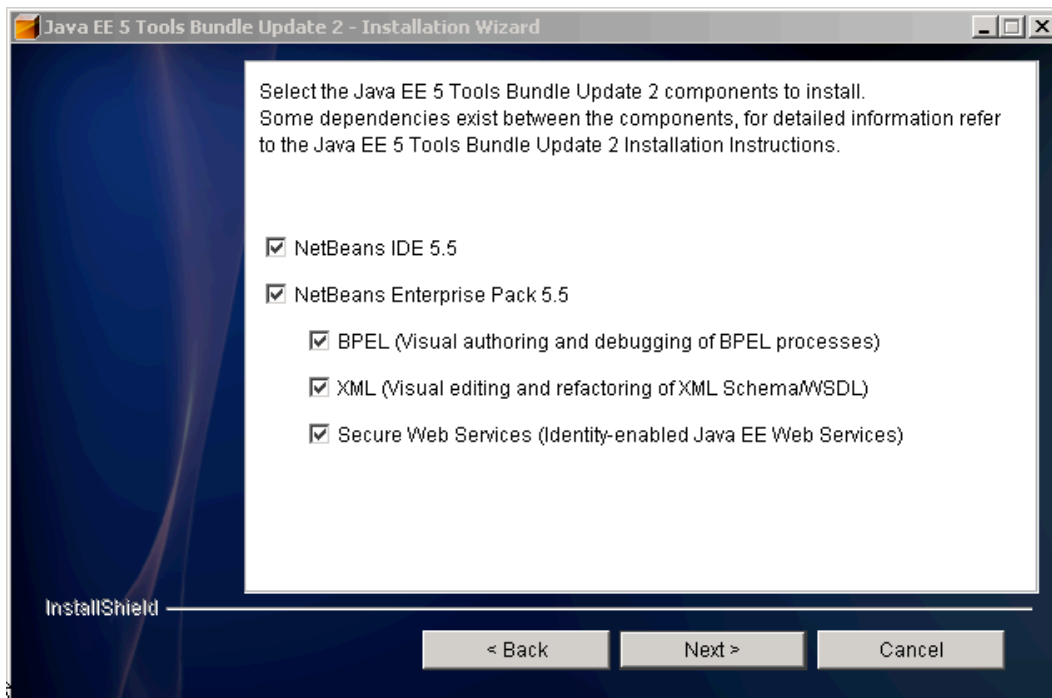 Java EE 5 Tools Bundle Update 2 - Installation Wizard
Select the Java EE 5 Tools Bundle Update 2 components to install.
Some dependencies exist between the components, for detailed information refer
to the Java EE 5 Tools Bundle Update 2 Installation Instructions.
NetBeans IDE 5.5
NetBeans Enterprise Pack 5.5
BPEL (Visual authoring and debugging of BPEL processes)
XML (Visual editing and refactoring of XML Schema/WSDL)
Secure Web Services (Identity-enabled Java EE Web Services)
InstallShield
< Back
Next >
Cancel